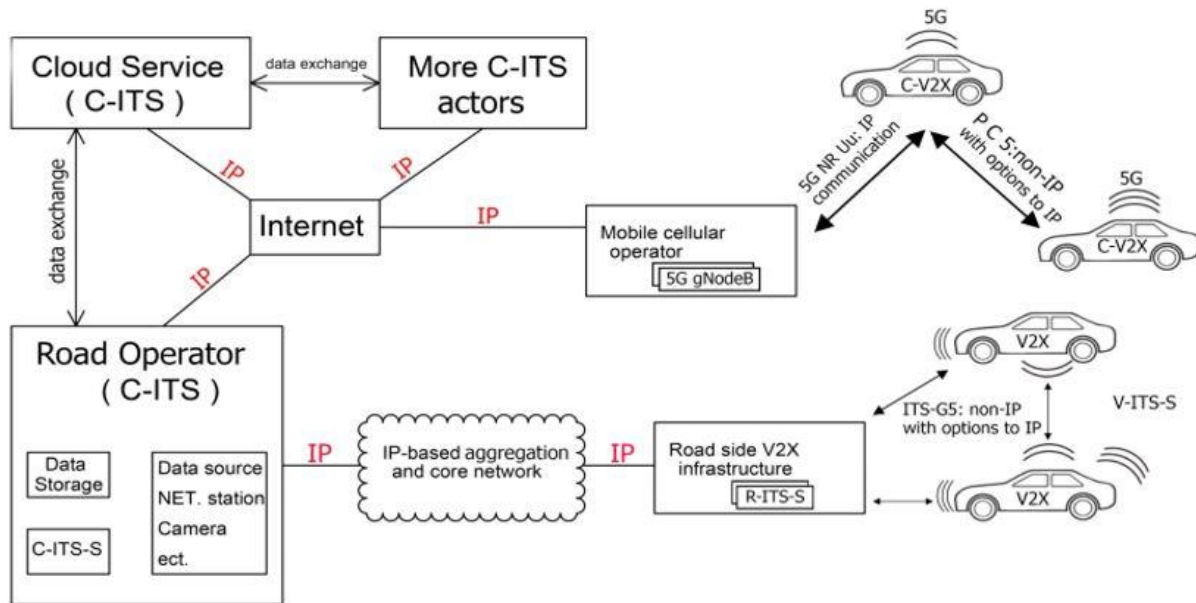 Cloud Service
( C-ITS )
data exchange
More C-ITS
actors
5G
C-V2X
5G NR Uu: IP
communication
P C 5:non-IP
with options to IP
5G
C-V2X
data exchange
IP
IP
Internet
IP
IP
Mobile cellular
operator
5G gNodeB
Road Operator
( C-ITS )
Data
Storage
C-ITS-S
Data source
NET. station
Camera
ect.
IP
IP-based aggregation
and core network
IP
Road side V2X
infrastructure
R-ITS-S
V2X
ITS-G5: non-IP
with options to IP
V-ITS-S
V2X